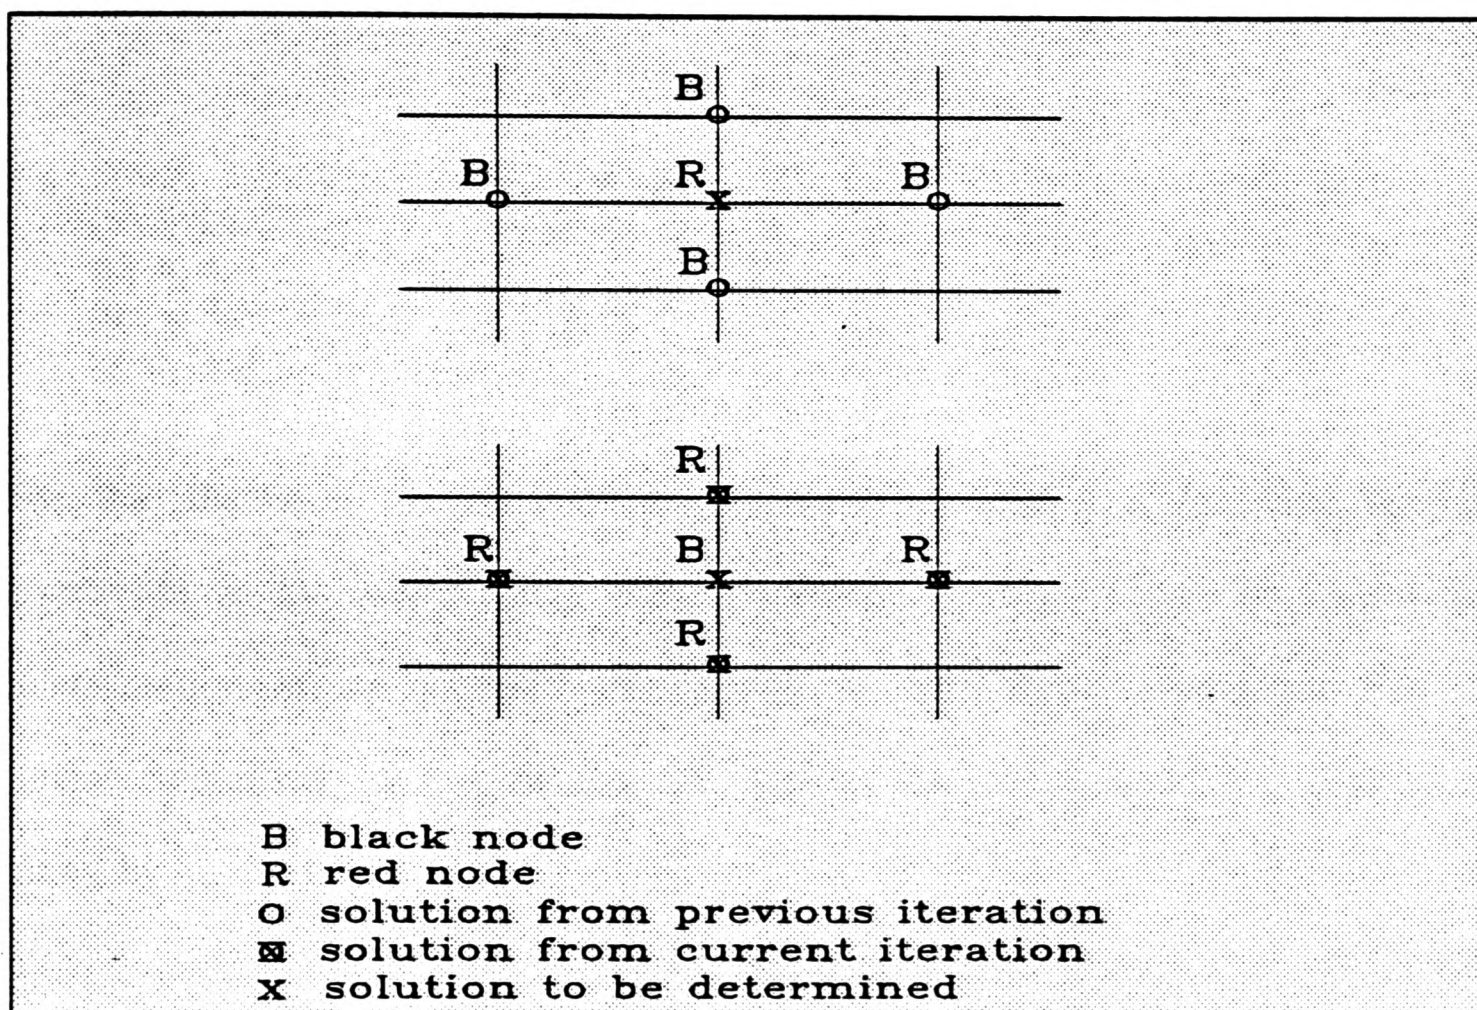 B
B R B
B
R
R B R
R
B black node
R red node
o solution from previous iteration
⊠ solution from current iteration
x solution to be determined